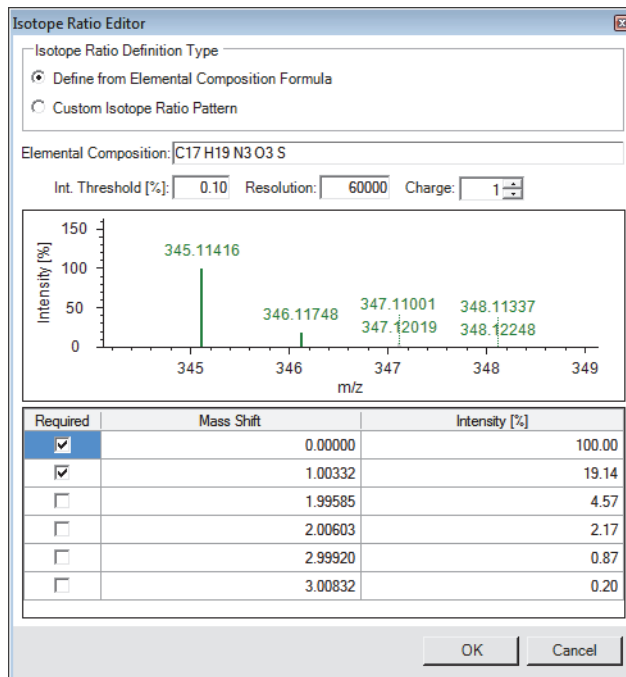 Isotope Ratio Editor
Isotope Ratio Definition Type
Define from Elemental Composition Formula
Custom Isotope Ratio Pattern
Elemental Composition: C17 H19 N3 O3 S
Int. Threshold [%]: 0.10 Resolution: 60000 Charge: 1
150
100
50
0
Intensity [%]
345.11416
346.11748
347.11001
347.12019
348.11337
348.12248
345 346 347 348 349
m/z
Required Mass Shift Intensity [%]
0.00000 100.00
1.00332 19.14
1.99585 4.57
2.00603 2.17
2.99920 0.87
3.00832 0.20
OK Cancel